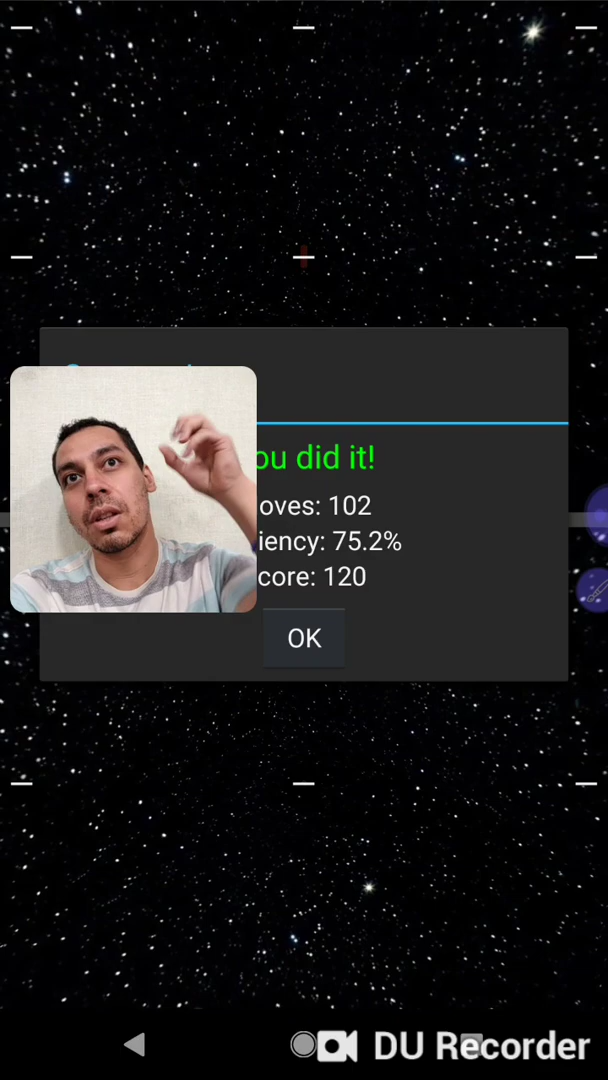 ou did it!
oves: 102
iency: 75.2%
core: 120
OK
DU Recorder